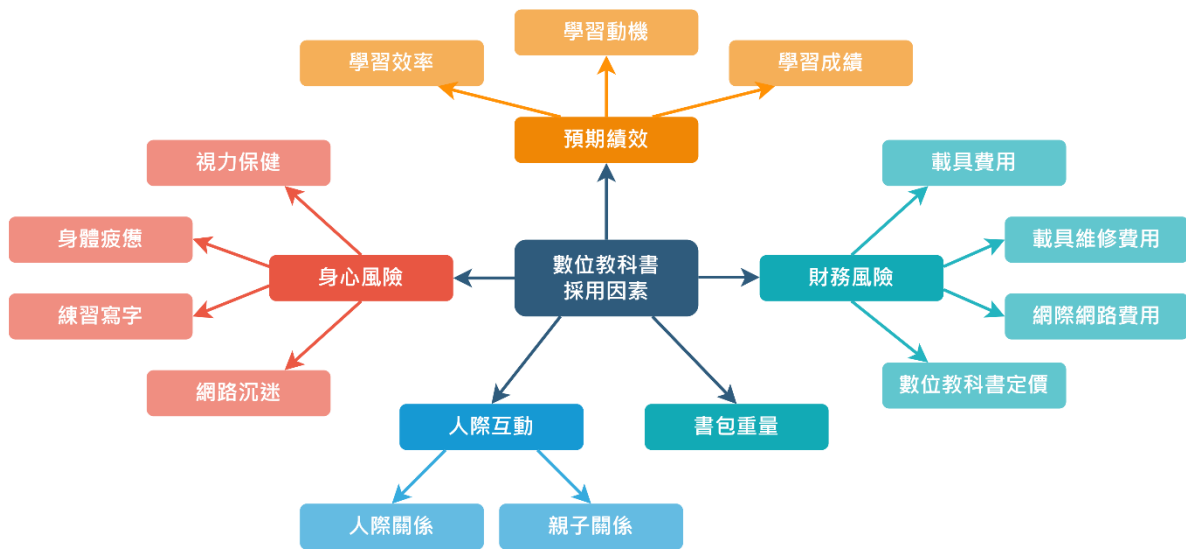 學習動機
學習效率
學習成績
預期績效
視力保健
載具費用
身體疲憊
載具維修費用
數位教科書
採用因素
身心風險
財務風險
練習寫字
網際網路費用
網路沉迷
數位教科書定價
人際互動
書包重量
人際關係
親子關係